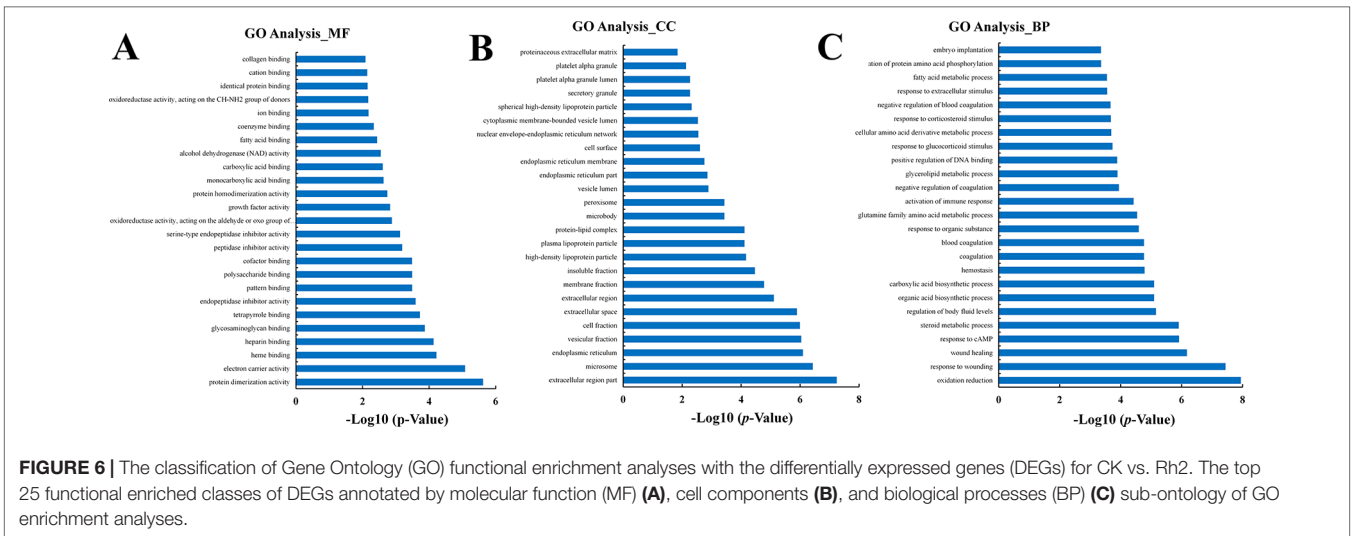 A
GO Analysis_MF
collagen binding
cation binding
identical protein binding
oxidoreductase activity, acting on the CH-NH2 group of donors
ion binding
coenzyme binding
fatty acid binding
alcohol dehydrogenase (NAD) activity
carboxylic acid binding
monocarboxylic acid binding
protein homodimerization activity
growth factor activity
oxidoreductase activity, acting on the aldehyde or oxo group of...
serine-type endopeptidase inhibitor activity
peptidase inhibitor activity
cofactor binding
polysaccharide binding
pattern binding
endopeptidase inhibitor activity
tetrapyrrole binding
glycosaminoglycan binding
heparin binding
heme binding
electron carrier activity
protein dimerization activity
0 2 4 6
-Log10 (p-Value)
B
GO Analysis_CC
proteinaceous extracellular matrix
platelet alpha granule
platelet alpha granule lumen
secretory granule
spherical high-density lipoprotein particle
cytoplasmic membrane-bounded vesicle lumen
nuclear envelope-endoplasmic reticulum network
cell surface
endoplasmic reticulum membrane
endoplasmic reticulum part
vesicle lumen
peroxisome
microbody
protein-lipid complex
plasma lipoprotein particle
high-density lipoprotein particle
insoluble fraction
membrane fraction
extracellular region
extracellular space
cell fraction
vesicular fraction
endoplasmic reticulum
microsome
extracellular region part
0 2 4 6 8
-Log10 (p-Value)
C
GO Analysis_BP
embryo implantation
ation of protein amino acid phosphorylation
fatty acid metabolic process
response to extracellular stimulus
negative regulation of blood coagulation
response to corticosteroid stimulus
cellular amino acid derivative metabolic process
response to glucocorticoid stimulus
positive regulation of DNA binding
glycerolipid metabolic process
negative regulation of coagulation
activation of immune response
glutamine family amino acid metabolic process
response to organic substance
blood coagulation
coagulation
hemostasis
carboxylic acid biosynthetic process
organic acid biosynthetic process
regulation of body fluid levels
steroid metabolic process
response to cAMP
wound healing
response to wounding
oxidation reduction
0 2 4 6 8
-Log10 (p-Value)
FIGURE 6 | The classification of Gene Ontology (GO) functional enrichment analyses with the differentially expressed genes (DEGs) for CK vs. Rh2. The top
25 functional enriched classes of DEGs annotated by molecular function (MF) (A), cell components (B), and biological processes (BP) (C) sub-ontology of GO
enrichment analyses.